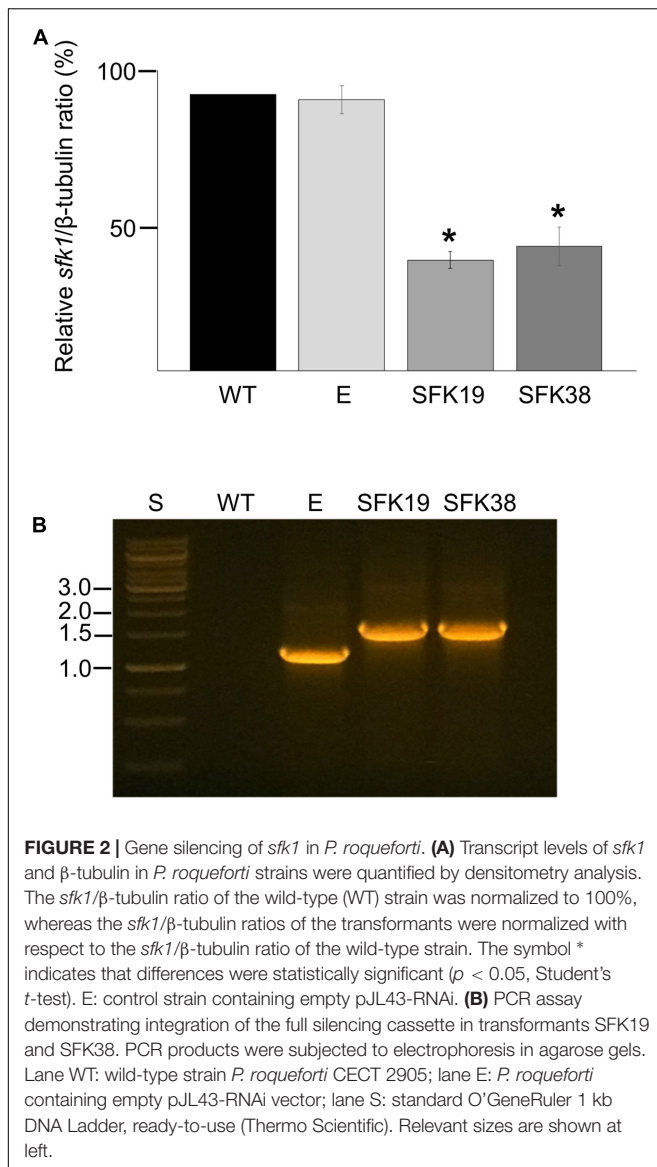 A
Relative sfk1/β-tubulin ratio (%)
100
50
*
*
WT E SFK19 SFK38
B
S WT E SFK19 SFK38
3.0
2.0
1.5
1.0
FIGURE 2 | Gene silencing of sfk1 in P. roqueforti. (A) Transcript levels of sfk1
and β-tubulin in P. roqueforti strains were quantified by densitometry analysis.
The sfk1/β-tubulin ratio of the wild-type (WT) strain was normalized to 100%,
whereas the sfk1/β-tubulin ratios of the transformants were normalized with
respect to the sfk1/β-tubulin ratio of the wild-type strain. The symbol *
indicates that differences were statistically significant (p < 0.05, Student's
t-test). E: control strain containing empty pJL43-RNAi. (B) PCR assay
demonstrating integration of the full silencing cassette in transformants SFK19
and SFK38. PCR products were subjected to electrophoresis in agarose gels.
Lane WT: wild-type strain P. roqueforti CECT 2905; lane E: P. roqueforti
containing empty pJL43-RNAi vector; lane S: standard O'GeneRuler 1 kb
DNA Ladder, ready-to-use (Thermo Scientific). Relevant sizes are shown at
left.